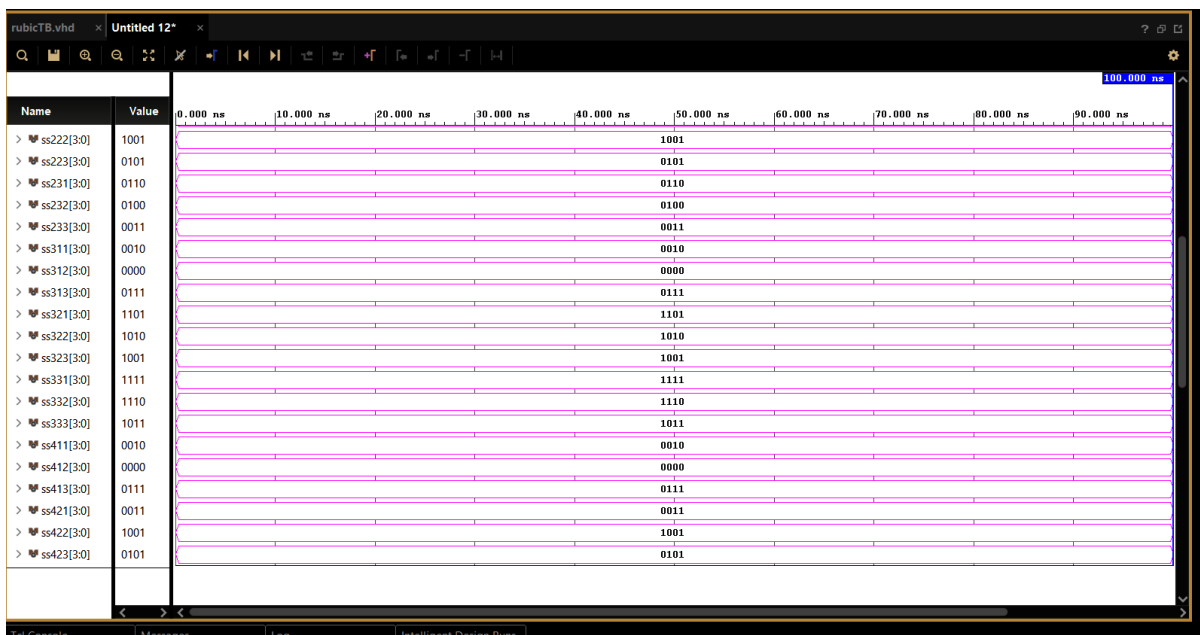 rubicTB.vhd × Untitled 12* × ?
100.000 ns
Name Value 0.000 ns 10.000 ns 20.000 ns 30.000 ns 40.000 ns 50.000 ns 60.000 ns 70.000 ns 80.000 ns 90.000 ns
ss222[3:0] 1001 1001
ss223[3:0] 0101 0101
ss231[3:0] 0110 0110
ss232[3:0] 0100 0100
ss233[3:0] 0011 0011
ss311[3:0] 0010 0010
ss312[3:0] 0000 0000
ss313[3:0] 0111 0111
ss321[3:0] 1101 1101
ss322[3:0] 1010 1010
ss323[3:0] 1001 1001
ss331[3:0] 1111 1111
ss332[3:0] 1110 1110
ss333[3:0] 1011 1011
ss411[3:0] 0010 0010
ss412[3:0] 0000 0000
ss413[3:0] 0111 0111
ss421[3:0] 0011 0011
ss422[3:0] 1001 1001
ss423[3:0] 0101 0101
Tcl Console Messages Log Intelligent Design Runs